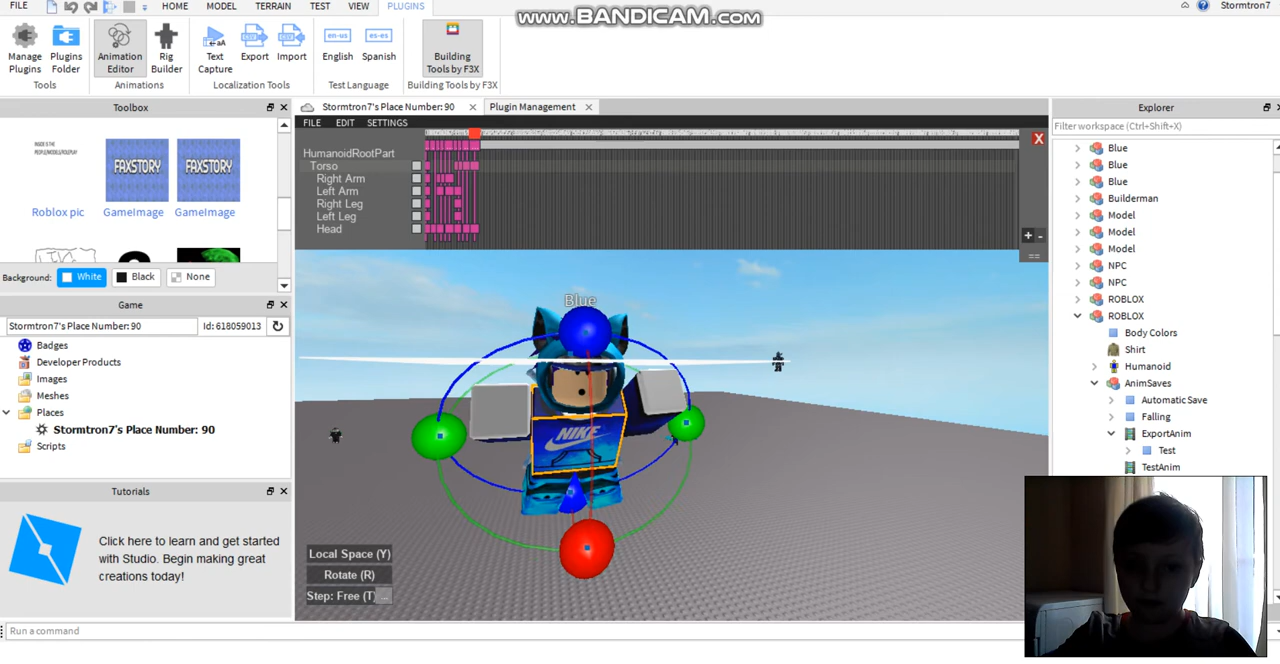 www.BANDICAM.com
FILE HOME MODEL TERRAIN TEST VIEW PLUGINS Stormtron7
Manage Plugins
Plugins Folder
Animation Editor
Rig Builder
Text Capture
Export
Import
English
Spanish
Building Tools by F3X
Tools
Animations
Localization Tools
Test Language
Building Tools by F3X
en-us
es-es
aA
Toolbox
FAXSTORY
FAXSTORY
Roblox pic
GameImage
GameImage
Background: White Black None
Game
Stormtron7's Place Number: 90 Id: 618059013
Badges
Developer Products
Images
Meshes
Places
Stormtron7's Place Number: 90
Scripts
Tutorials
Click here to learn and get started
with Studio. Begin making great
creations today!
Run a command
Stormtron7's Place Number: 90
Plugin Management
FILE EDIT SETTINGS
X
HumanoidRootPart
Torso
Right Arm
Left Arm
Right Leg
Left Leg
Head
+ -
==
Blue
NIKE
Local Space (Y)
Rotate (R)
Step: Free (T) ...
Explorer
Filter workspace (Ctrl+Shift+X)
Blue
Blue
Blue
Builderman
Model
Model
Model
NPC
NPC
ROBLOX
ROBLOX
Body Colors
Shirt
Humanoid
AnimSaves
Automatic Save
Falling
ExportAnim
Test
TestAnim